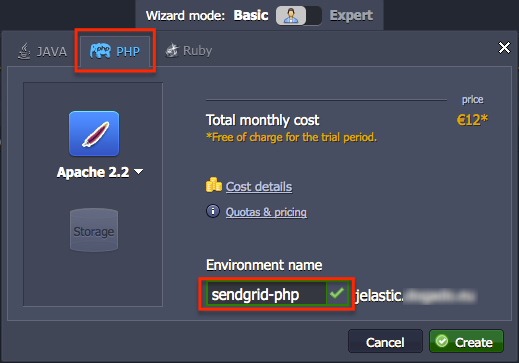 Wizard mode: Basic Expert
JAVA php PHP Ruby
price
Total monthly cost €12*
*Free of charge for the trial period.
Apache 2.2
Cost details
Storage
Quotas & pricing
Environment name
sendgrid-php jelastic.
Cancel Create